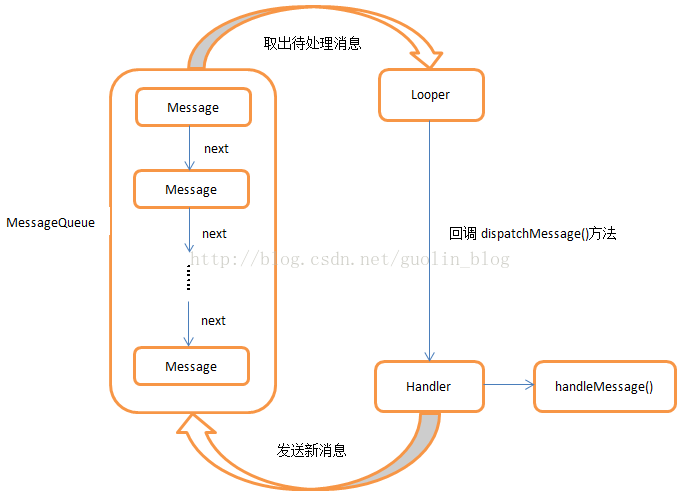 取出待处理消息
Message
Looper
next
Message
MessageQueue
next
回调 dispatchMessage()方法
http://blog.csdn.net/guolin_blog
next
Message
Handler
handleMessage()
发送新消息